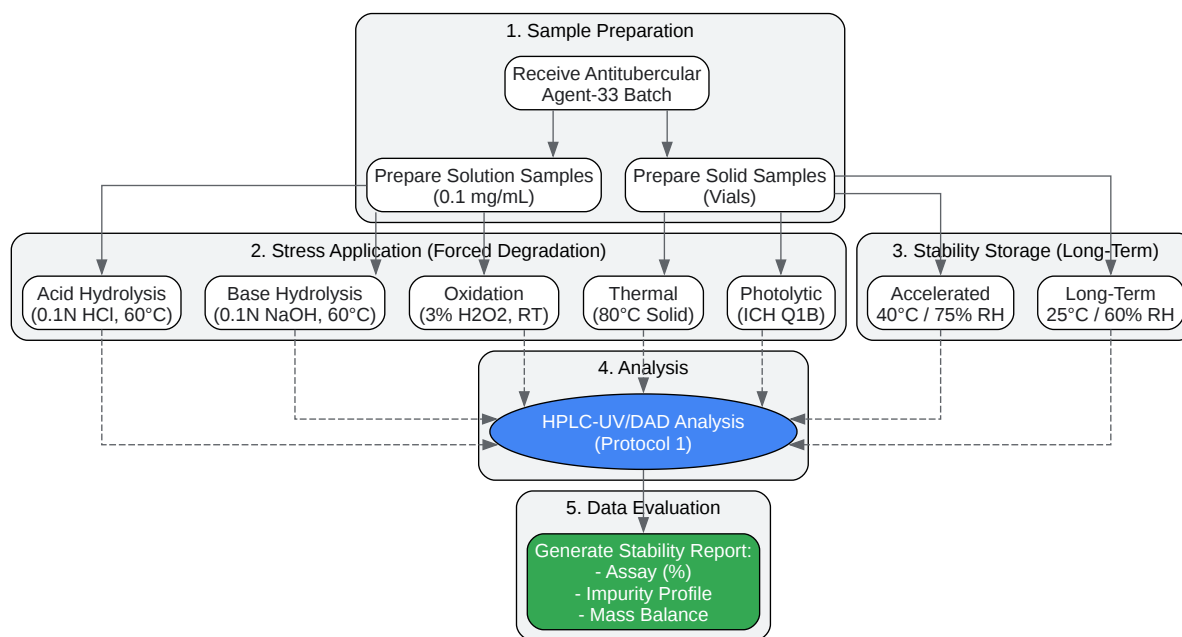 1. Sample Preparation
Receive Antitubercular
Agent-33 Batch
Prepare Solution Samples
(0.1 mg/mL)
Prepare Solid Samples
(Vials)
2. Stress Application (Forced Degradation)
Acid Hydrolysis
(0.1N HCl, 60°C)
Base Hydrolysis
(0.1N NaOH, 60°C)
Oxidation
(3% H2O2, RT)
Thermal
(80°C Solid)
Photolytic
(ICH Q1B)
3. Stability Storage (Long-Term)
Accelerated
40°C / 75% RH
Long-Term
25°C / 60% RH
4. Analysis
HPLC-UV/DAD Analysis
(Protocol 1)
5. Data Evaluation
Generate Stability Report:
- Assay (%)
- Impurity Profile
- Mass Balance